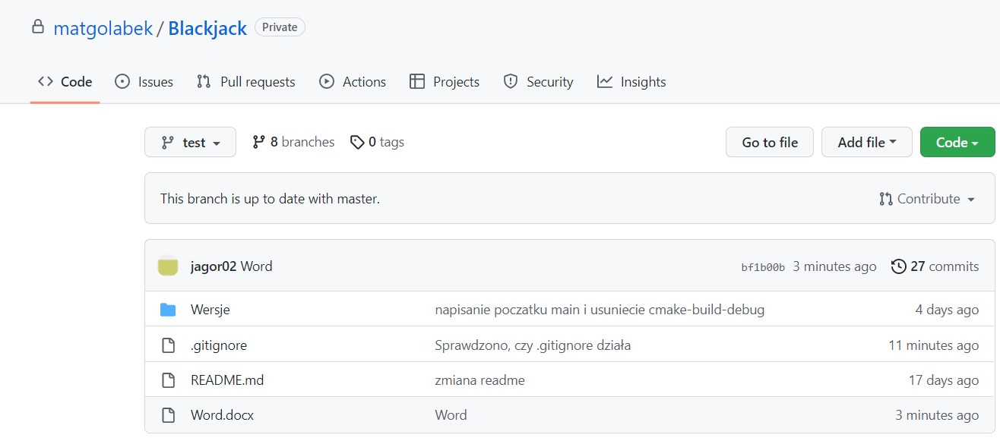 matgolabek / Blackjack Private
Code Issues Pull requests Actions Projects Security Insights
test 8 branches 0 tags Go to file Add file Code
This branch is up to date with master. Contribute
jagor02 Word bf1b00b 3 minutes ago 27 commits
Wersje napisanie poczatku main i usuniecie cmake-build-debug 4 days ago
.gitignore Sprawdzono, czy .gitignore działa 11 minutes ago
README.md zmiana readme 17 days ago
Word.docx Word 3 minutes ago